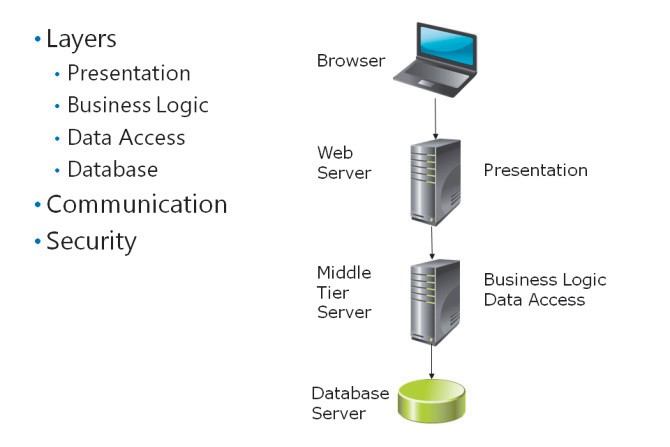 • Layers
• Presentation
• Business Logic
• Data Access
• Database
• Communication
• Security
Browser
Web
Server
Presentation
Middle
Tier
Server
Business Logic
Data Access
Database
Server